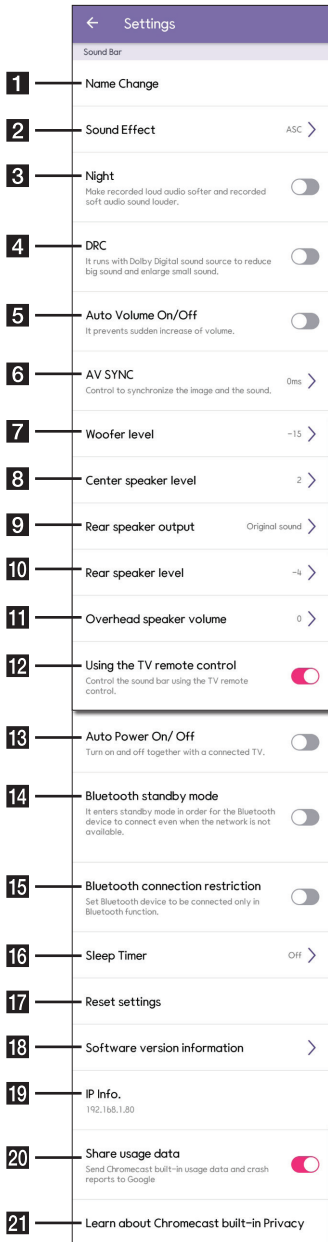 Settings
Sound Bar
1 Name Change
2 Sound Effect ASC
3 Night
Make recorded loud audio softer and recorded
soft audio sound louder.
4 DRC
It runs with Dolby Digital sound source to reduce
big sound and enlarge small sound.
5 Auto Volume On/Off
It prevents sudden increase of volume.
6 AV SYNC 0ms
Control to synchronize the image and the sound.
7 Woofer level -15
8 Center speaker level 2
9 Rear speaker output Original sound
10 Rear speaker level -4
11 Overhead speaker volume 0
12 Using the TV remote control
Control the sound bar using the TV remote
control.
13 Auto Power On/ Off
Turn on and off together with a connected TV.
14 Bluetooth standby mode
It enters standby mode in order for the Bluetooth
device to connect even when the network is not
available.
15 Bluetooth connection restriction
Set Bluetooth device to be connected only in
Bluetooth function.
16 Sleep Timer Off
17 Reset settings
18 Software version information
19 IP Info.
192.1b8.1.80
20 Share usage data
Send Chromecast built-in usage data and crash
reports to Google
21 Learn about Chromecast built-in Privacy